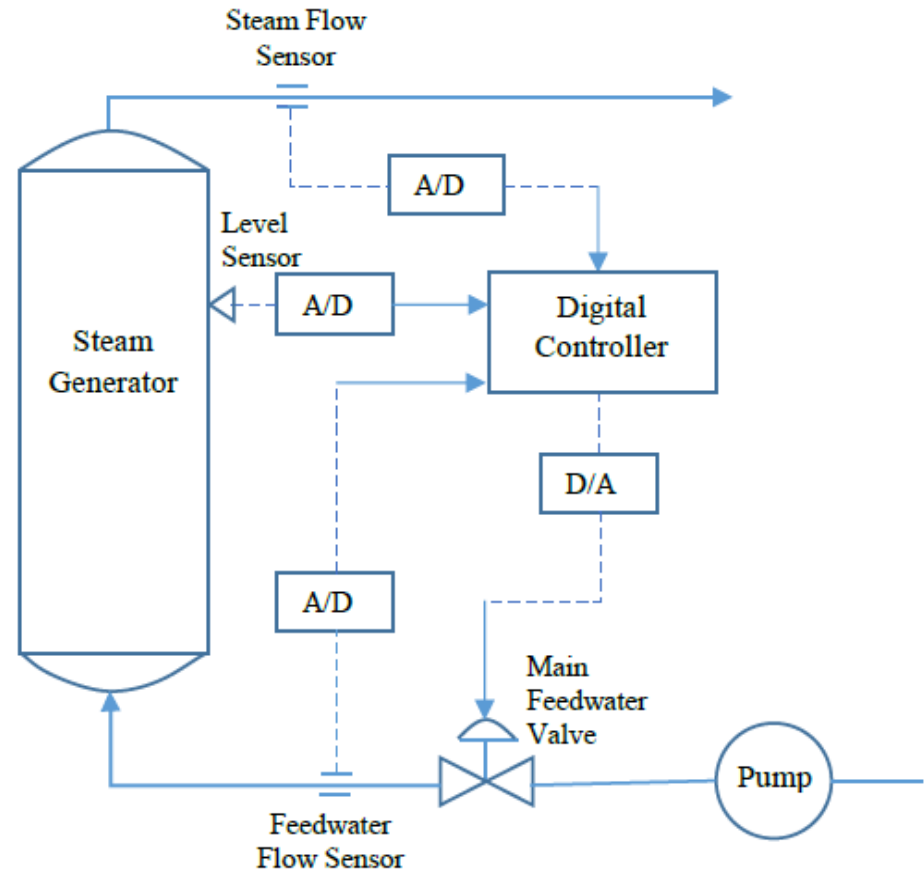 Steam Flow
Sensor
A/D
Level
Sensor
A/D
Digital
Controller
Steam
Generator
D/A
A/D
Main
Feedwater
Valve
Pump
Feedwater
Flow Sensor